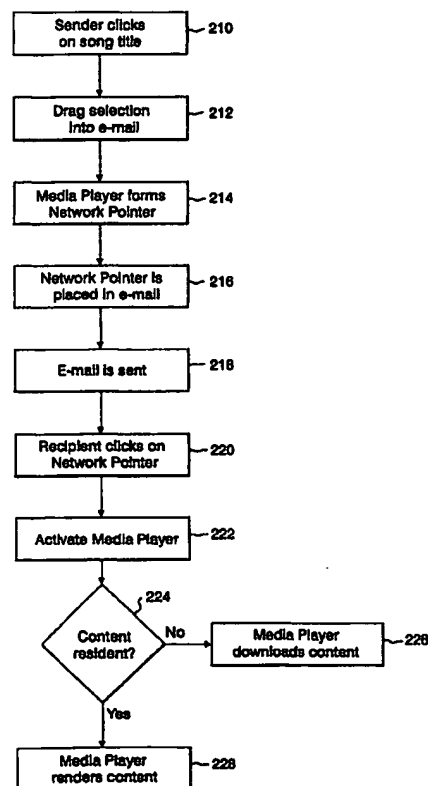 Sender clicks
on song title
210
Drag selection
into e-mail
212
Media Player forms
Network Pointer
214
Network Pointer is
placed in e-mail
216
E-mail is sent
218
Recipient clicks on
Network Pointer
220
Activate Media Player
222
224
Content
resident?
No
Media Player
downloads content
226
Yes
Media Player
renders content
228